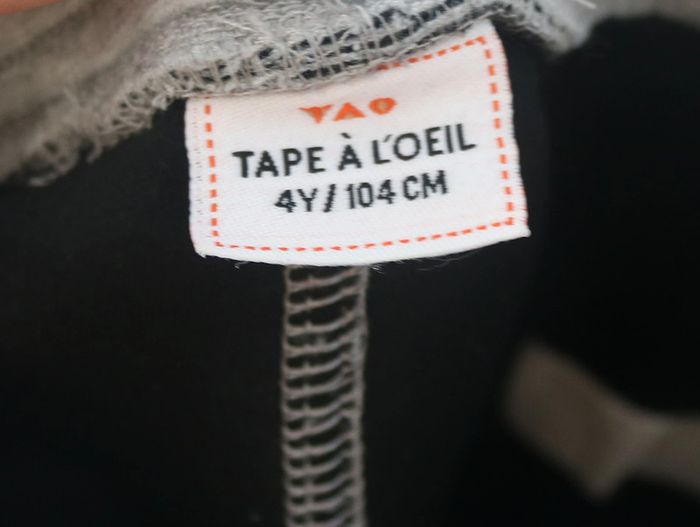 TAO
TAPE À L'OEIL
4Y/104 CM